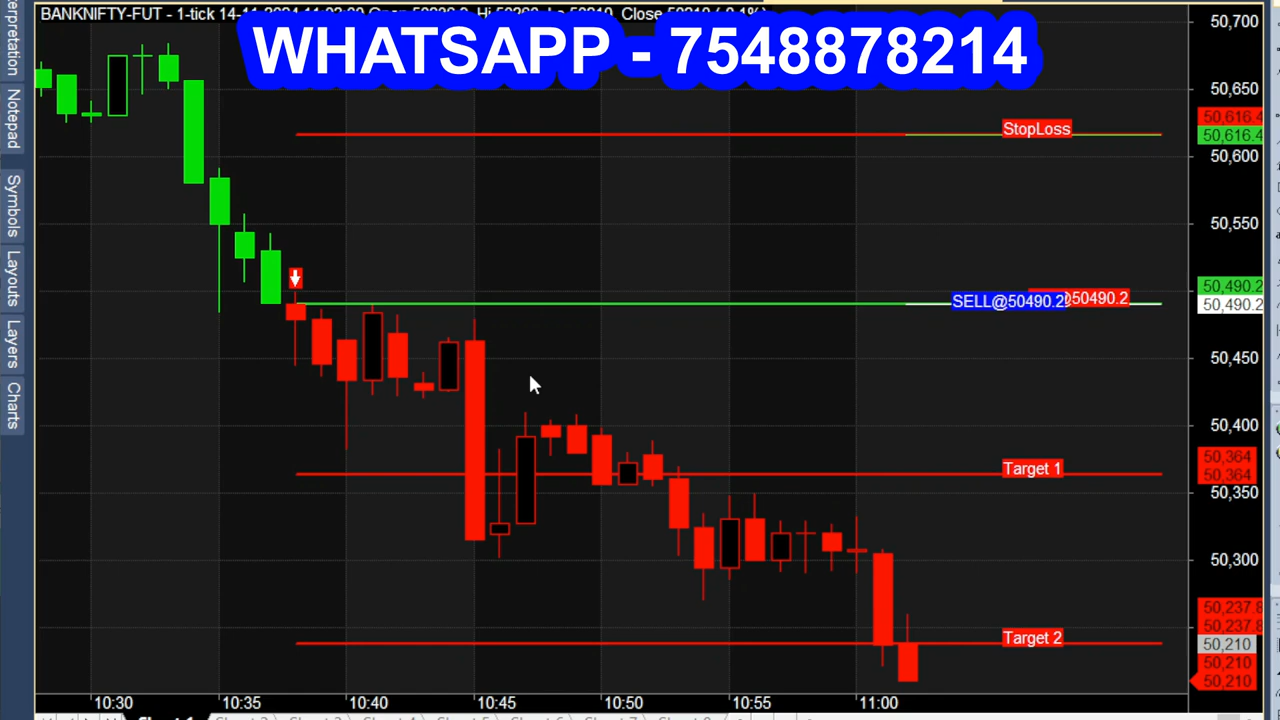 BANKNIFTY-FUT - 1-tick
WHATSAPP - 7548878214
Notepad
Symbols
Layouts
Layers
Charts
50,700
50,650
50,616.4
StopLoss
50,616.4
50,600
50,550
50,490.2
SELL@50490.2
50490.2
50,490.2
50,450
50,400
50,364
Target 1
50,364
50,350
50,300
50,237.8
50,237.8
Target 2
50,210
50,210
50,210
10:30 10:35 10:40 10:45 10:50 10:55 11:00